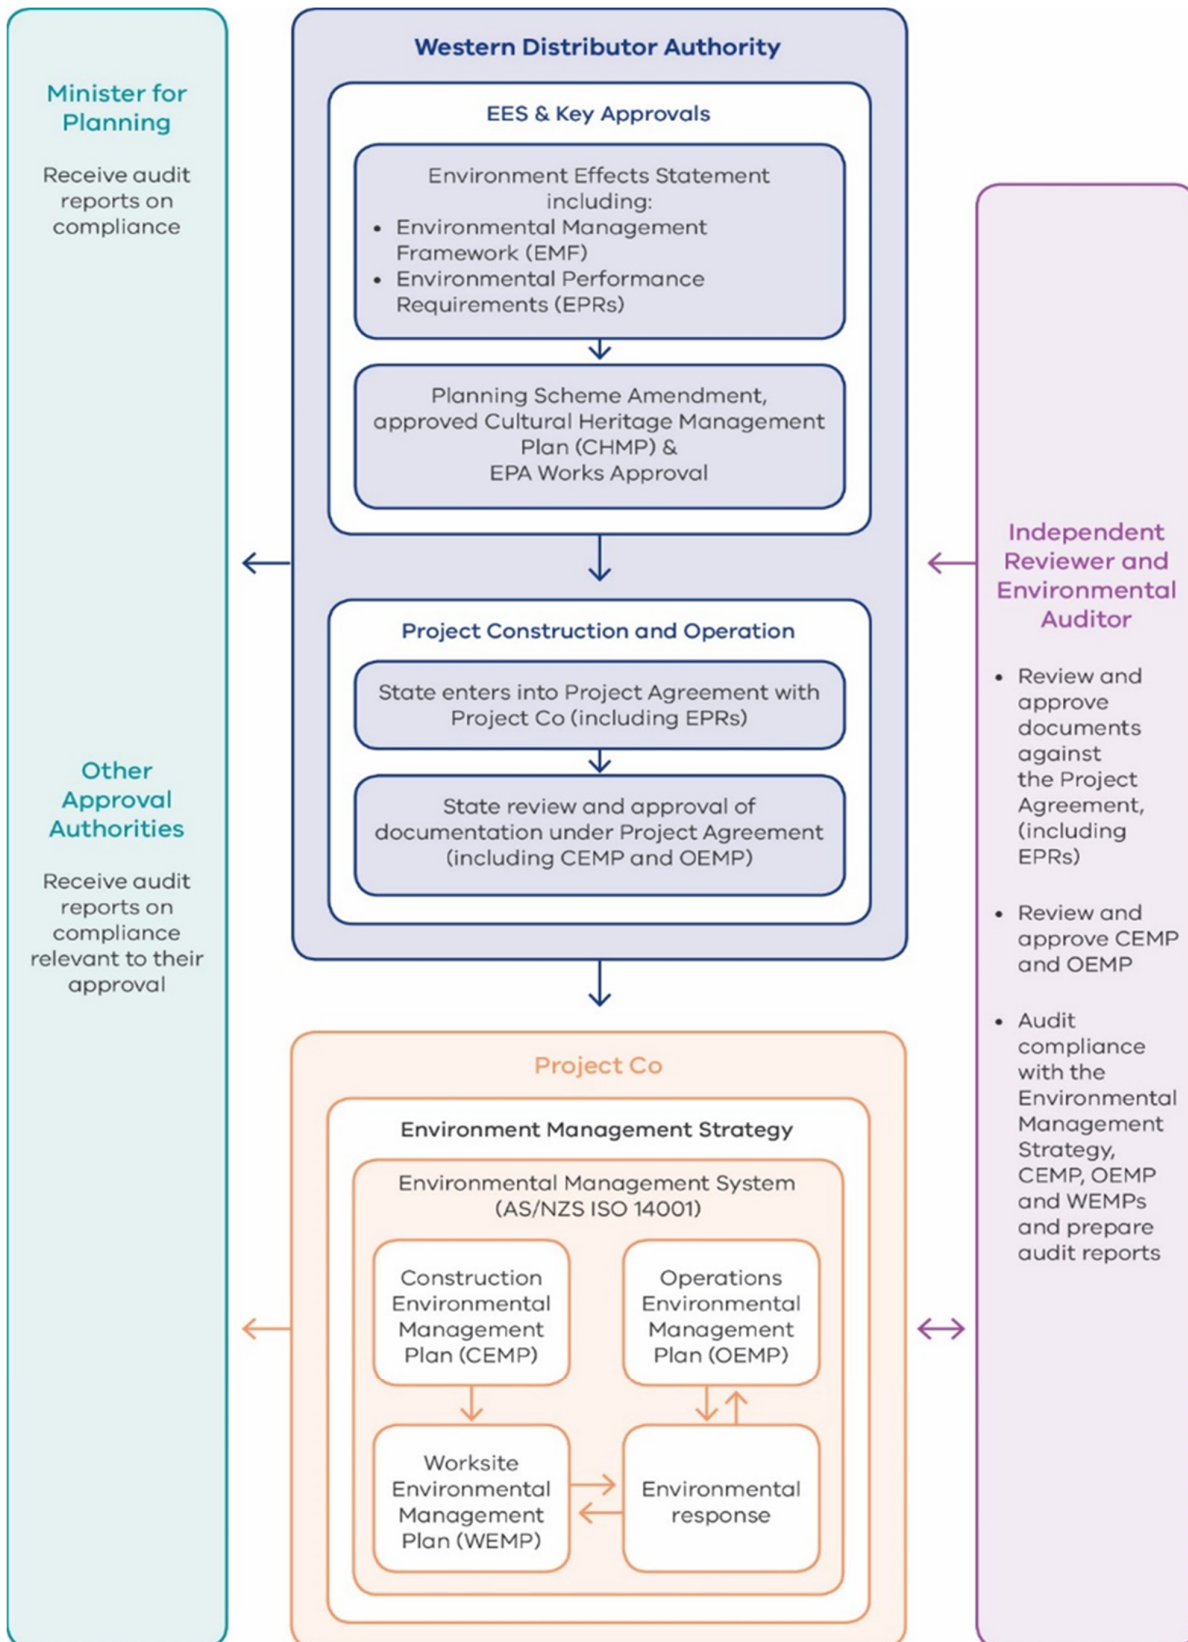 Minister for
Planning
Receive audit
reports on
compliance
Other
Approval
Authorities
Receive audit
reports on
compliance
relevant to their
approval
Western Distributor Authority
EES & Key Approvals
Environment Effects Statement
including:
• Environmental Management
Framework (EMF)
• Environmental Performance
Requirements (EPRs)
Planning Scheme Amendment,
approved Cultural Heritage Management
Plan (CHMP) &
EPA Works Approval
Project Construction and Operation
State enters into Project Agreement with
Project Co (including EPRs)
State review and approval of
documentation under Project Agreement
(including CEMP and OEMP)
Project Co
Environment Management Strategy
Environmental Management System
(AS/NZS ISO 14001)
Construction
Environmental
Management
Plan (CEMP)
Operations
Environmental
Management
Plan (OEMP)
Worksite
Environmental
Management
Plan (WEMP)
Environmental
response
Independent
Reviewer and
Environmental
Auditor
• Review and
approve
documents
against
the Project
Agreement,
(including
EPRs)
• Review and
approve CEMP
and OEMP
• Audit
compliance
with the
Environmental
Management
Strategy,
CEMP, OEMP
and WEMPs
and prepare
audit reports